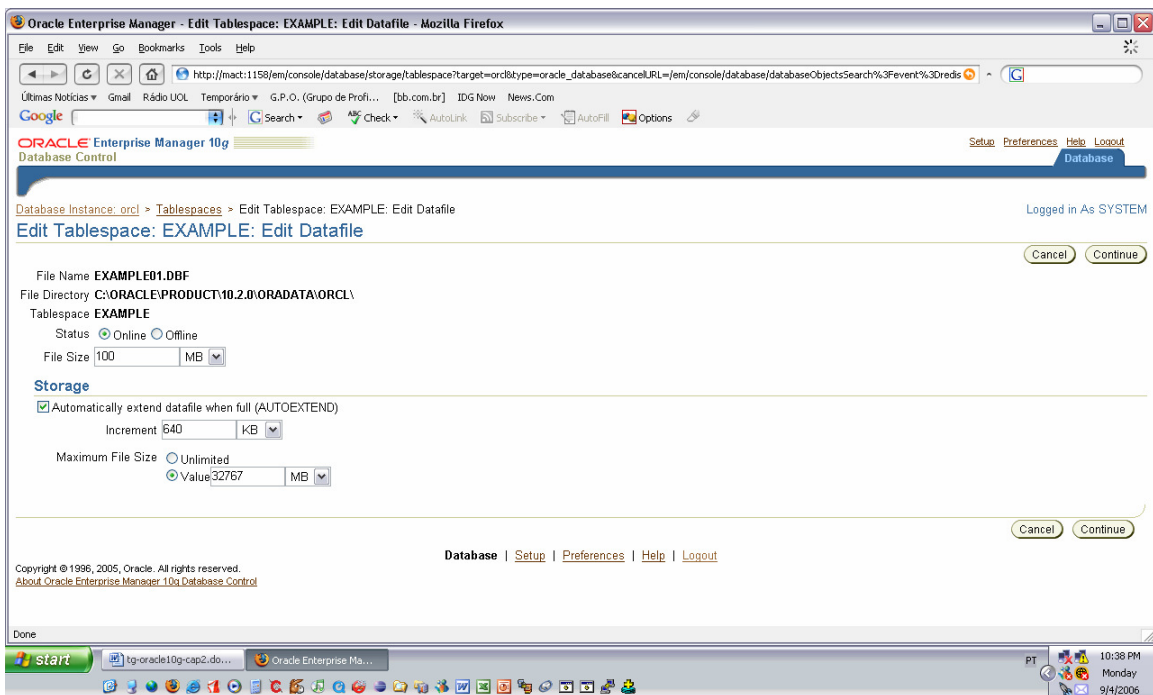 Oracle Enterprise Manager - Edit Tablespace: EXAMPLE: Edit Datafile - Mozilla Firefox
File Edit View Go Bookmarks Tools Help
http://mact:1158/em/console/database/storage/tablespace?target=orcl&type=oracle_database&cancelURL=/em/console/database/databaseObjectsSearch%3Fevent%3Dredis
Últimas Notícias Gmail Rádio UOL Temporário G.P.O. (Grupo de Profi... [bb.com.br] IDG Now News.Com
Google Search Check AutoLink Subscribe AutoFill Options
ORACLE Enterprise Manager 10g Setup Preferences Help Logout
Database Control Database
Database Instance: orcl > Tablespaces > Edit Tablespace: EXAMPLE: Edit Datafile Logged in As SYSTEM
Edit Tablespace: EXAMPLE: Edit Datafile
Cancel Continue
File Name EXAMPLE01.DBF
File Directory C:\ORACLE\PRODUCT\10.2.0\ORADATA\ORCL\
Tablespace EXAMPLE
Status Online Offline
File Size 100 MB
Storage
Automatically extend datafile when full (AUTOEXTEND)
Increment 640 KB
Maximum File Size Unlimited
Value 32767 MB
Cancel Continue
Database | Setup | Preferences | Help | Logout
Copyright © 1996, 2005, Oracle. All rights reserved.
About Oracle Enterprise Manager 10g Database Control
Done
start tg-oracle10g-cap2.do... Oracle Enterprise Ma... PT 10:38 PM
Monday
9/4/2006